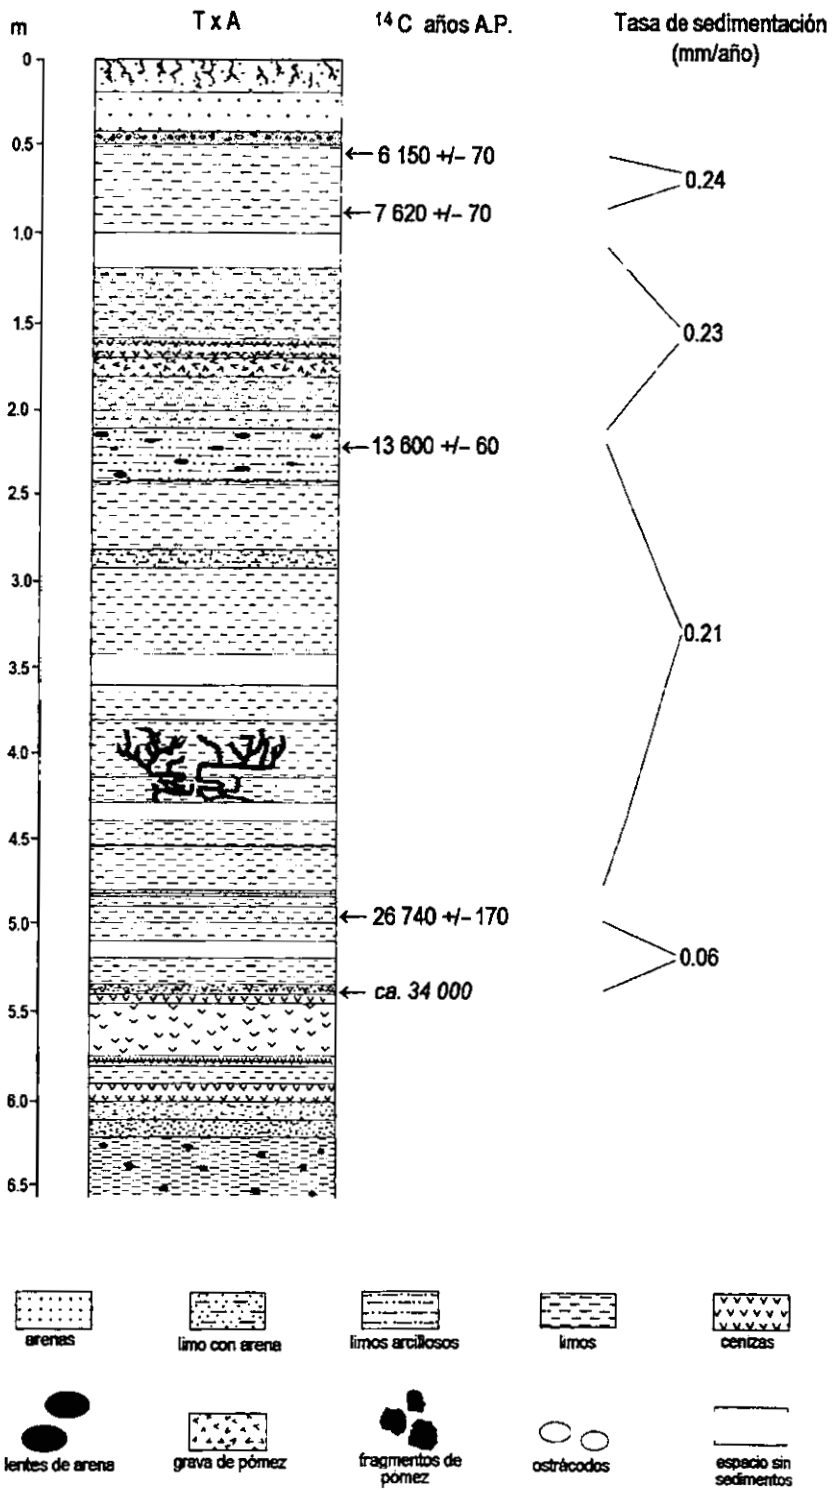 m
T x A
14 C años A.P.
Tasa de sedimentación
(mm/año)
0
0.5
6 150 +/- 70
0.24
7 620 +/- 70
1.0
1.5
0.23
2.0
13 600 +/- 60
2.5
3.0
0.21
3.5
4.0
4.5
26 740 +/- 170
5.0
0.06
ca. 34 000
5.5
6.0
6.5
arenas
limo con arena
limos arcillosos
limos
cenizas
lentes de arena
grava de pómez
fragmentos de
pómez
ostrácodos
espacio sin
sedimentos